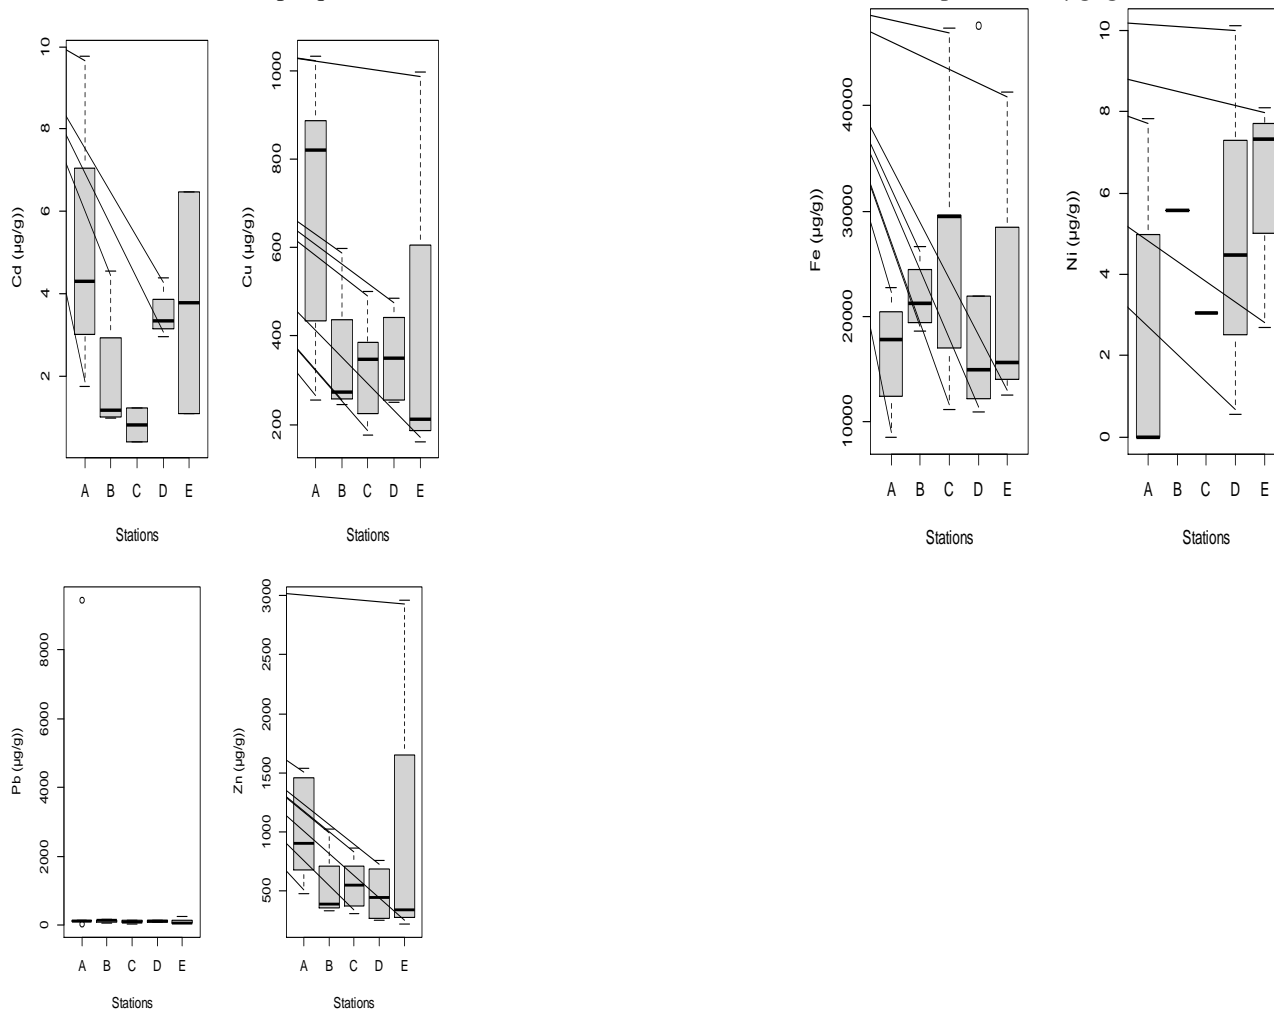 Cd (µg/g))
10
8
6
4
2
A B C D E
Stations
Cu (µg/g))
1000
800
600
400
200
A B C D E
Stations
Fe (µg/g))
40000
30000
20000
10000
A B C D E
Stations
Ni (µg/g))
10
8
6
4
2
0
A B C D E
Stations
Pb (µg/g))
8000
6000
4000
2000
0
A B C D E
Stations
Zn (µg/g))
3000
2500
2000
1500
1000
500
A B C D E
Stations